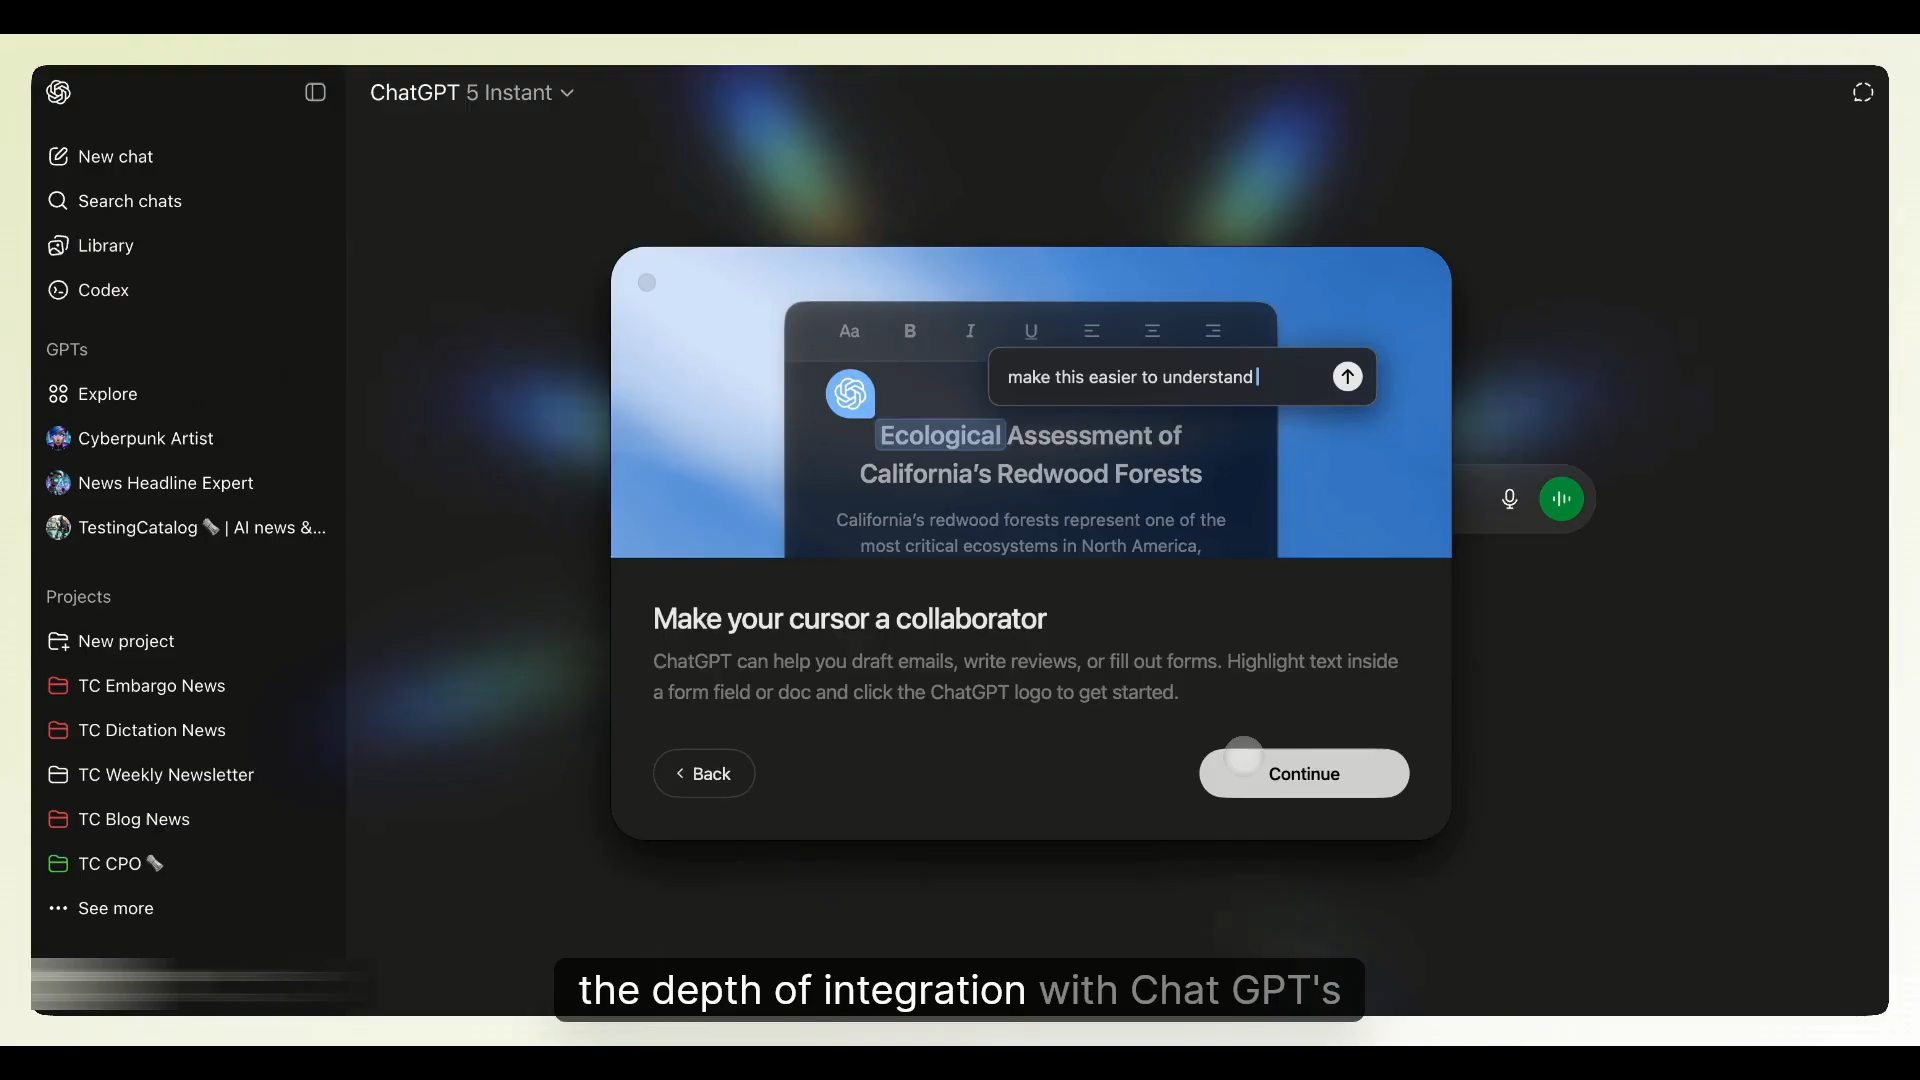 ChatGPT 5 Instant
New chat
Search chats
Library
Codex
GPTs
Explore
Cyberpunk Artist
News Headline Expert
TestingCatalog 🗞️ | AI news &...
Projects
New project
TC Embargo News
TC Dictation News
TC Weekly Newsletter
TC Blog News
TC CPO 🗞️
See more
Aa B I U
make this easier to understand
Ecological Assessment of
California’s Redwood Forests
California’s redwood forests represent one of the
most critical ecosystems in North America,
Make your cursor a collaborator
ChatGPT can help you draft emails, write reviews, or fill out forms. Highlight text inside
a form field or doc and click the ChatGPT logo to get started.
Back
Continue
the depth of integration with Chat GPT's